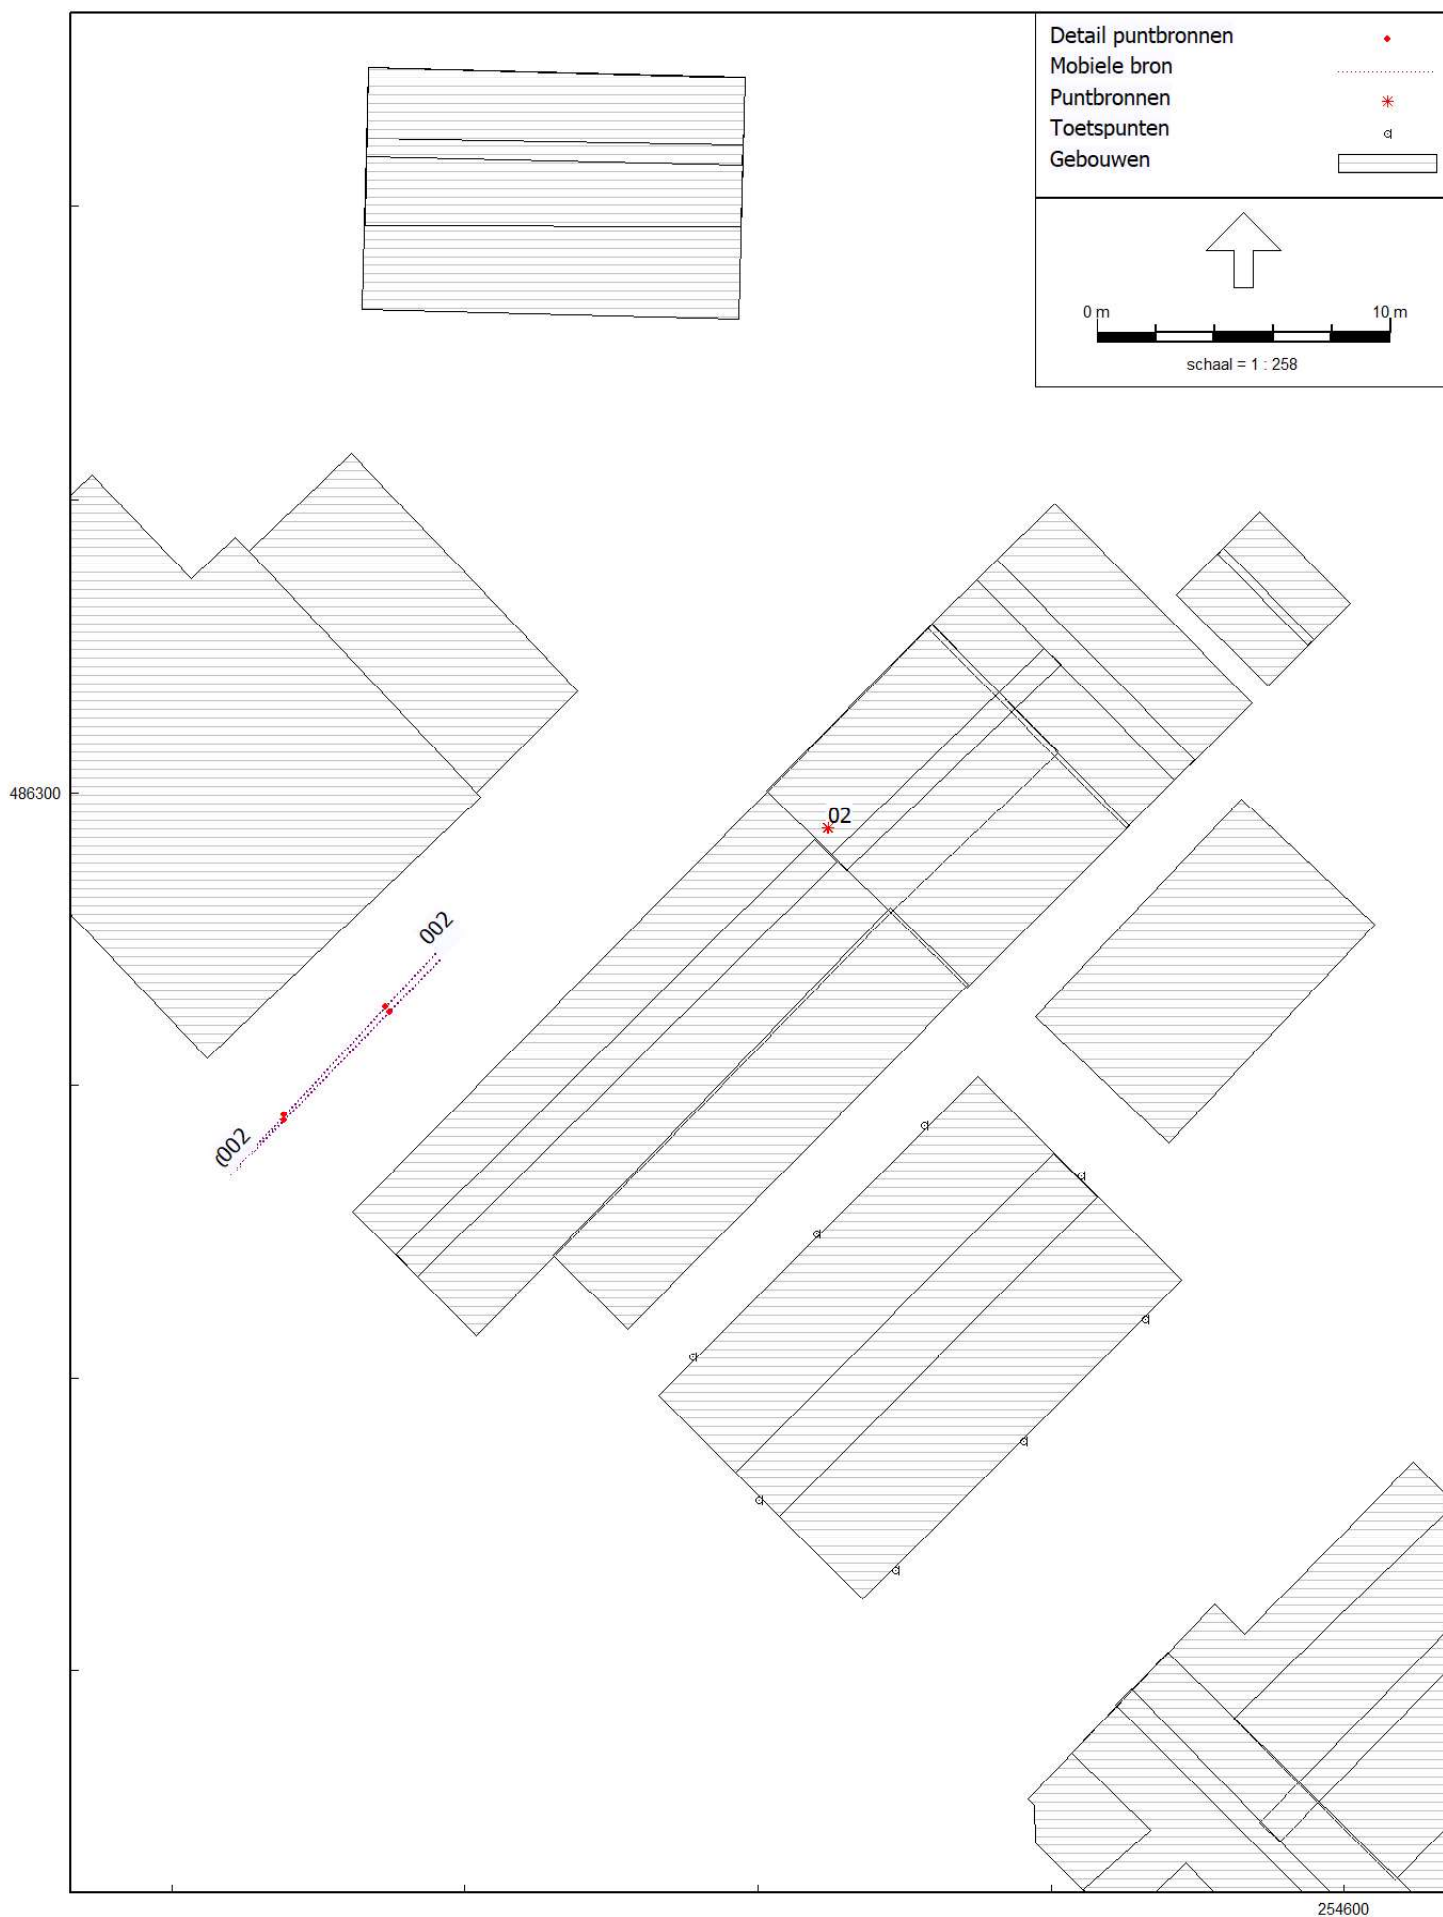 Detail puntbronnen
Mobiele bron
Puntbronnen
Toetspunten
Gebouwen
0 m 10 m
schaal = 1 : 258
486300
02
002
002
254600